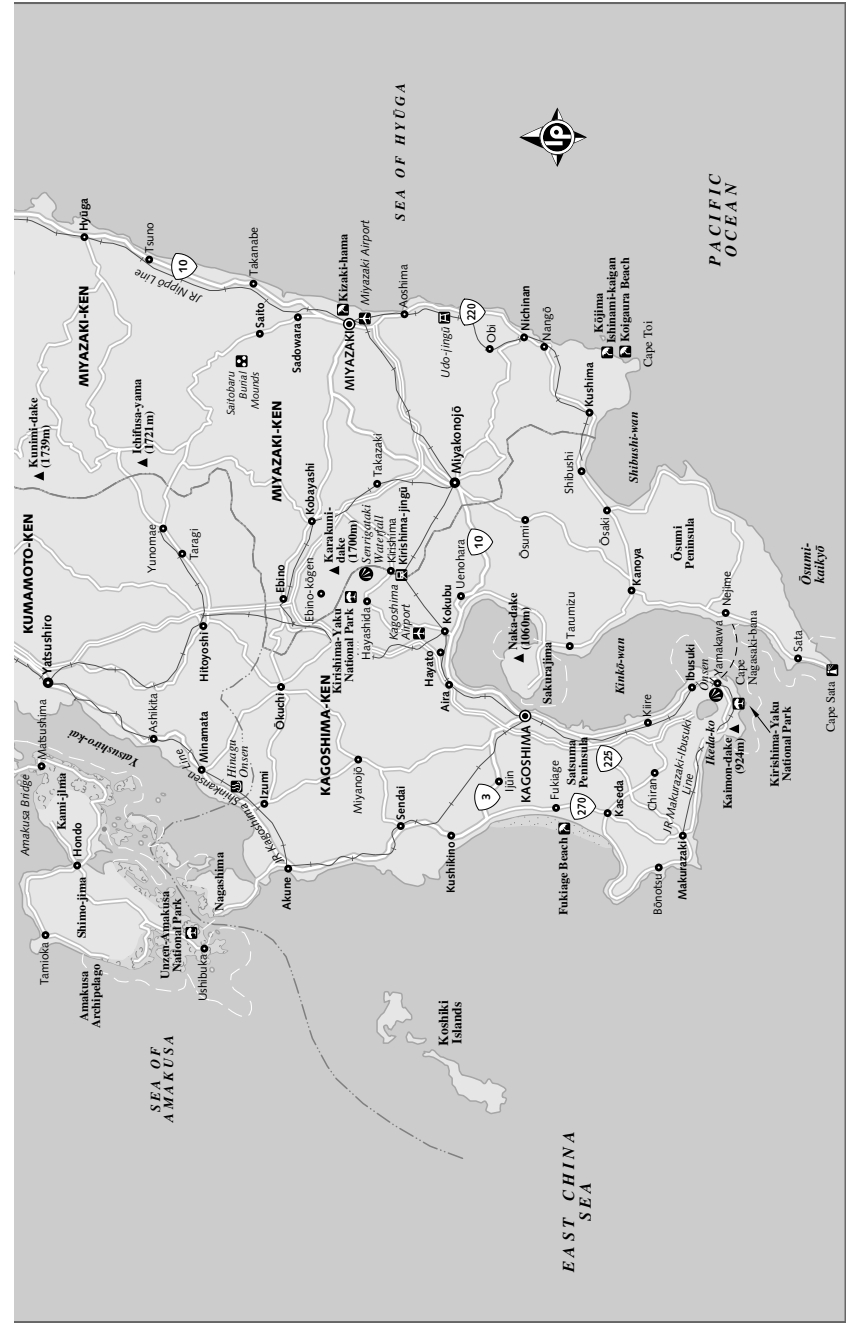 Amakusa Bridge
Matsushima
Yatsushiro-kai
Yatsushiro
KUMAMOTO-KEN
Kunimi-dake
(1739m)
MIYAZAKI-KEN
Hyūga
Tamioka
Hondo
Kami-jima
Shimo-jima
Amakusa
Archipelago
Unzen-Amakusa
National Park
Ushibuka
Nagashima
SEA OF
AMAKUSA
Ashikita
Minamata
JR Kagoshima Shinkansen Line
Hinagu
Onsen
Izumi
Akune
Hitoyoshi
Yunomae
Taragi
Ichifusa-yama
(1721m)
Tsuno
JR Nippō Line
10
Takanabe
Saito
Saitobaru
Burial
Mounds
Sadowara
MIYAZAKI-KEN
Ōkuchi
Ebino
Ebino-kōgen
Kobayashi
Kirishima-Yaku
National Park
Karakuni-
dake
(1700m)
Senrigataki
Waterfall
Hayashida
Kirishima
Kirishima-jingū
Takazaki
MIYAZAKI
Kizaki-hama
Miyazaki Airport
Aoshima
SEA OF HYŪGA
KAGOSHIMA-KEN
Miyanojō
Sendai
Kushikino
Kagoshima
Airport
Hayato
Kokubu
Aira
Uenohara
10
Miyakonojō
Udo-jingū
220
Obi
Nichinan
Nangō
Koshiki
Islands
3
Ijūin
KAGOSHIMA
Sakurajima
Naka-dake
(1060m)
Tarumizu
Ōsumi
Shibushi
Kushima
Shibushi-wan
Kōjima
Ishinami-kaigan
Koigaura Beach
Cape Toi
Fukiage
Fukiage Beach
270
Satsuma
Peninsula
225
Kaseda
Chiran
Kiire
Kinkō-wan
Kanoya
Ōsaki
Ōsumi
Peninsula
Bōnotsu
Makurazaki
JR Makurazaki-Ibusuki
Line
Ibusuki
Onsen
Ikeda-ko
Kaimon-dake
(924m)
Yamakawa
Cape
Nagasaki-bana
Kirishima-Yaku
National Park
Nejime
Sata
Cape Sata
Ōsumi-
kaikyō
EAST CHINA
SEA
PACIFIC
OCEAN
lp